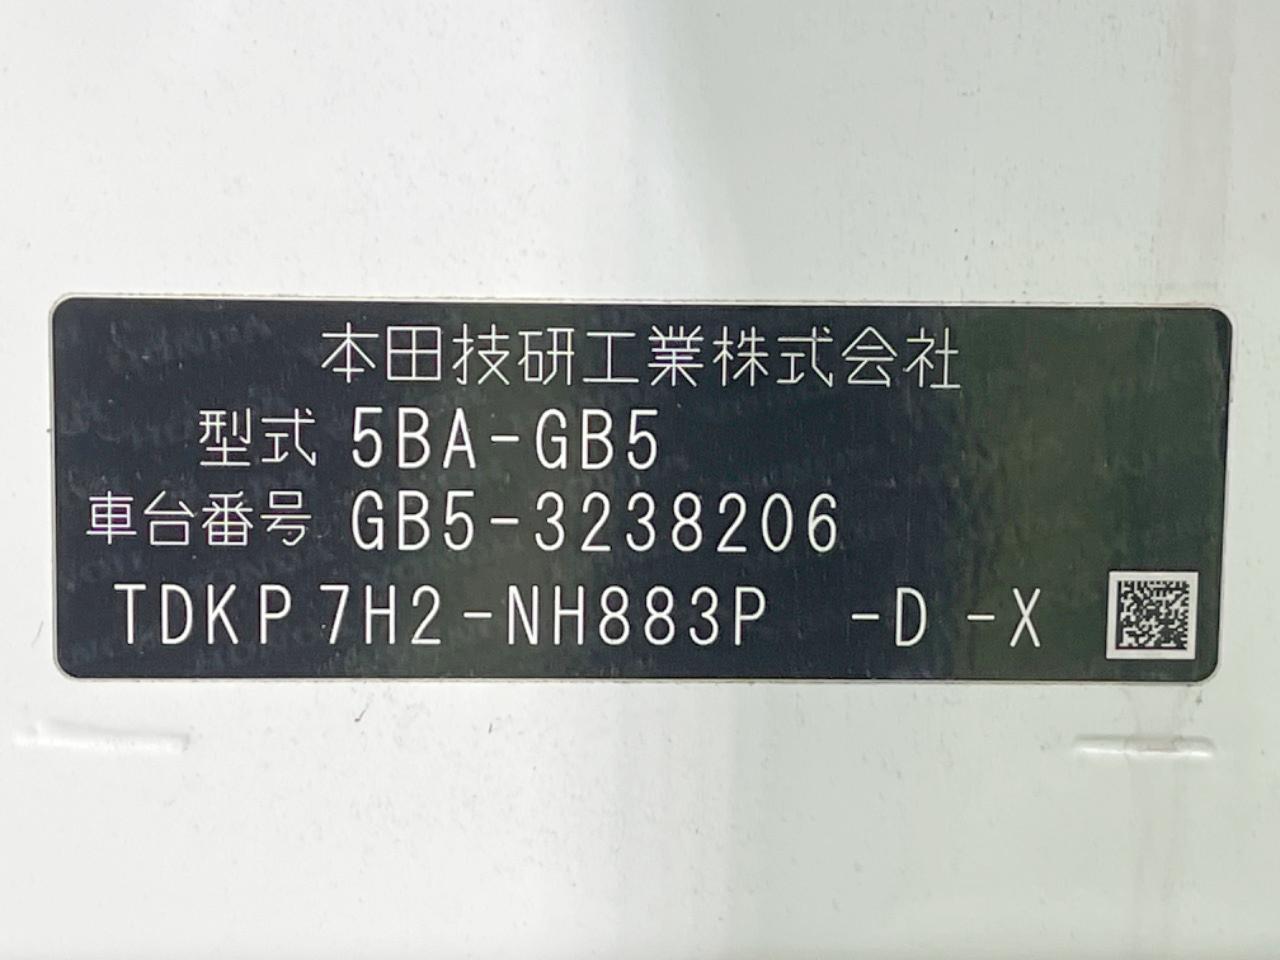 本田技研工業株式会社
型式 5BA-GB5
車台番号 GB5-3238206
TDKP 7H2-NH883P -D -X